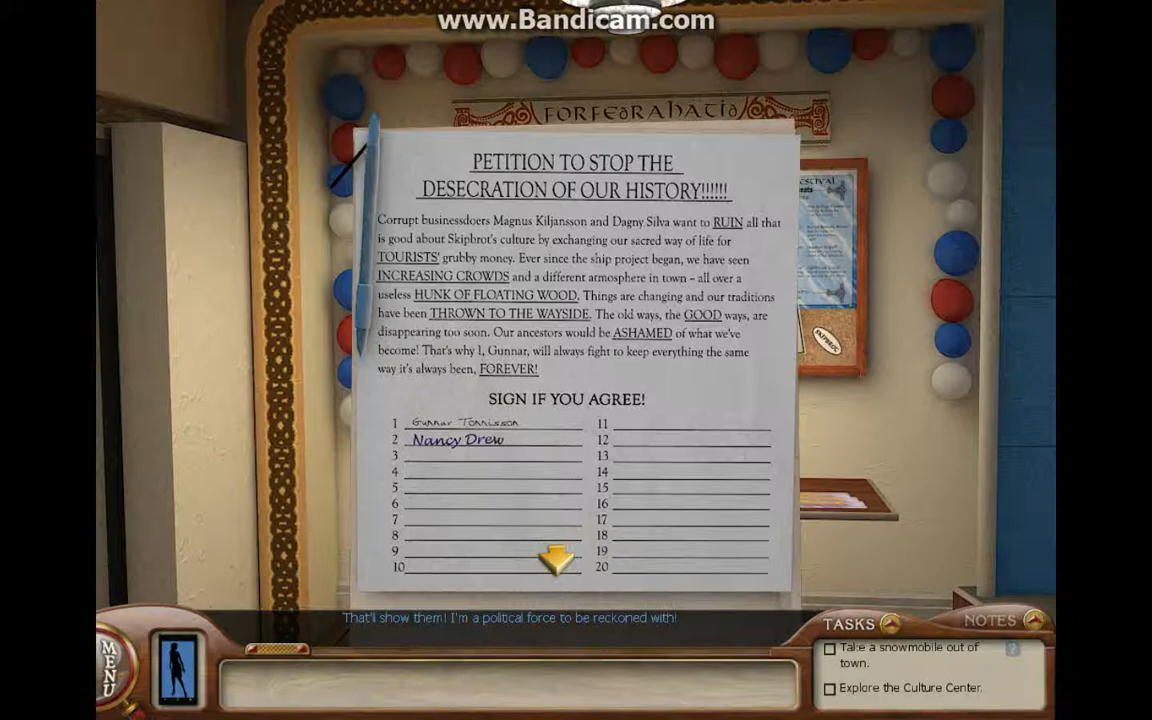 www.Bandicam.com
FORFEÐRAHATIÐ
PETITION TO STOP THE
DESECRATION OF OUR HISTORY!!!!!!
Corrupt businessdoers Magnus Kiljansson and Dagny Silva want to RUIN all that
is good about Skipbrot's culture by exchanging our sacred way of life for
TOURISTS' grubby money. Ever since the ship project began, we have seen
INCREASING CROWDS and a different atmosphere in town – all over a
useless HUNK OF FLOATING WOOD. Things are changing and our traditions
have been THROWN TO THE WAYSIDE. The old ways, the GOOD ways, are
disappearing too soon. Our ancestors would be ASHAMED of what we've
become! That's why I, Gunnar, will always fight to keep everything the same
way it's always been, FOREVER!
SIGN IF YOU AGREE!
1 Gunnar Tonnisson
2 Nancy Drew
3
4
5
6
7
8
9
10
11
12
13
14
15
16
17
18
19
20
That'll show them! I'm a political force to be reckoned with!
MENU
TASKS
NOTES
Take a snowmobile out of
town.
?
Explore the Culture Center.